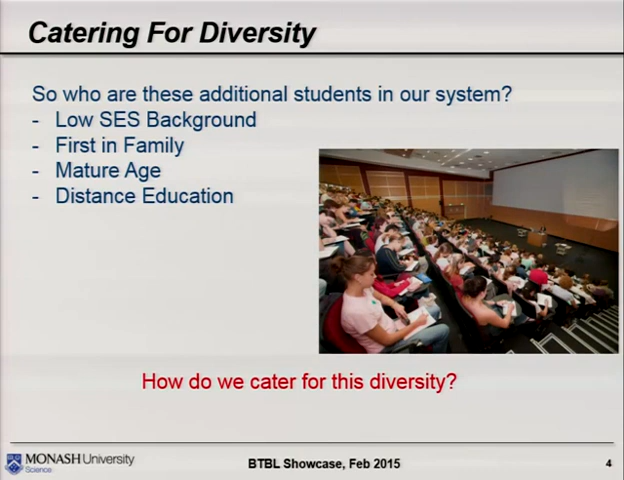 Catering For Diversity
So who are these additional students in our system?
- Low SES Background
- First in Family
- Mature Age
- Distance Education
How do we cater for this diversity?
MONASH University
Science
BTBL Showcase, Feb 2015
4